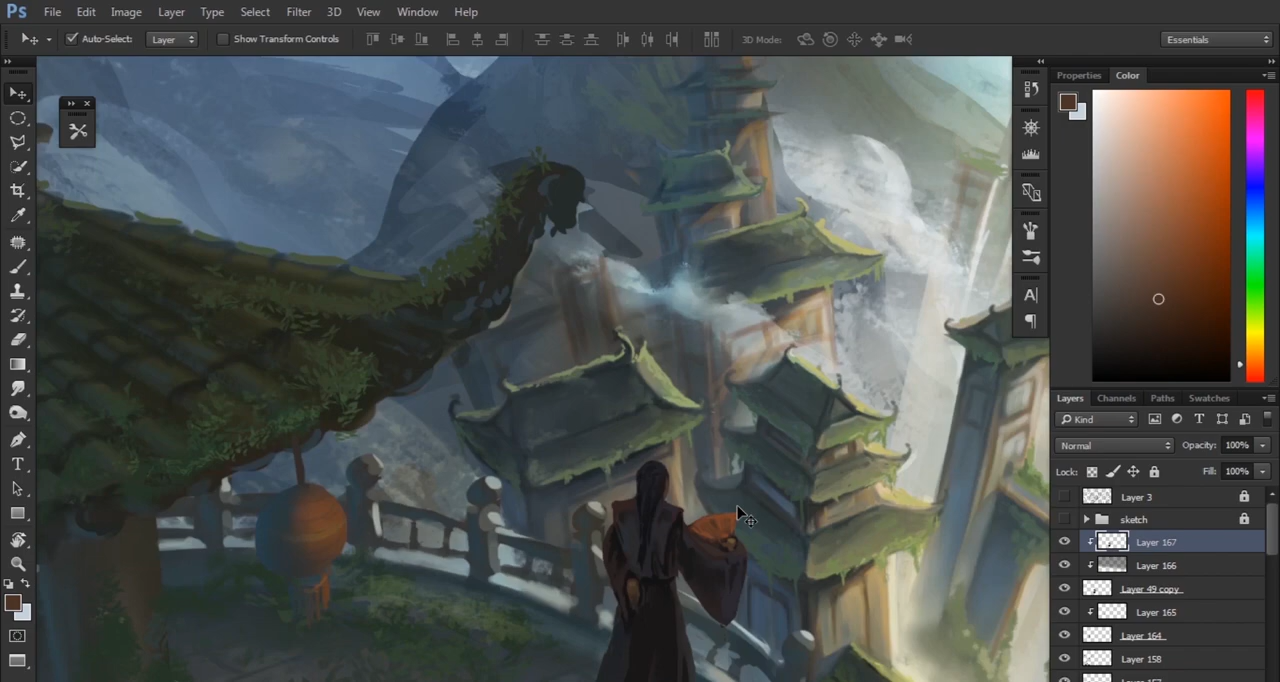 Ps File Edit Image Layer Type Select Filter 3D View Window Help
Auto-Select: Layer Show Transform Controls 3D Mode: Essentials
Properties Color
Layers Channels Paths Swatches
Kind
Normal Opacity: 100%
Lock: Fill: 100%
Layer 3
sketch
Layer 167
Layer 166
Layer 49 copy
Layer 165
Layer 164
Layer 158